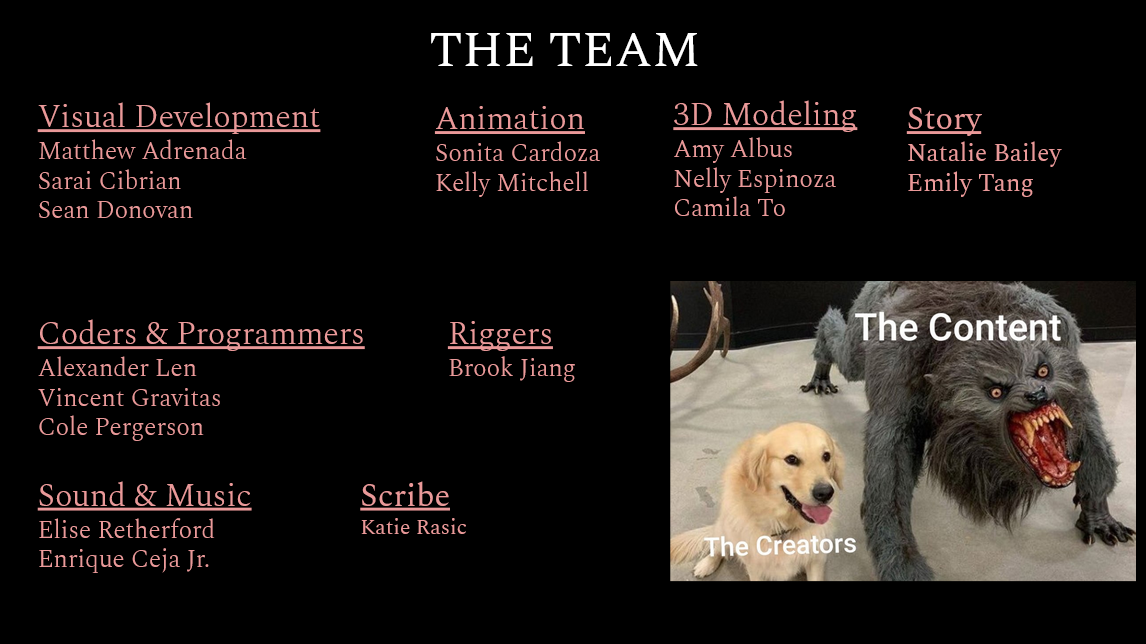 THE TEAM
Visual Development
Matthew Adrenada
Sarai Cibrian
Sean Donovan
Animation
Sonita Cardoza
Kelly Mitchell
3D Modeling
Amy Albus
Nelly Espinoza
Camila To
Story
Natalie Bailey
Emily Tang
Coders & Programmers
Alexander Len
Vincent Gravitas
Cole Pergerson
Riggers
Brook Jiang
The Content
The Creators
Sound & Music
Elise Retherford
Enrique Ceja Jr.
Scribe
Katie Rasic